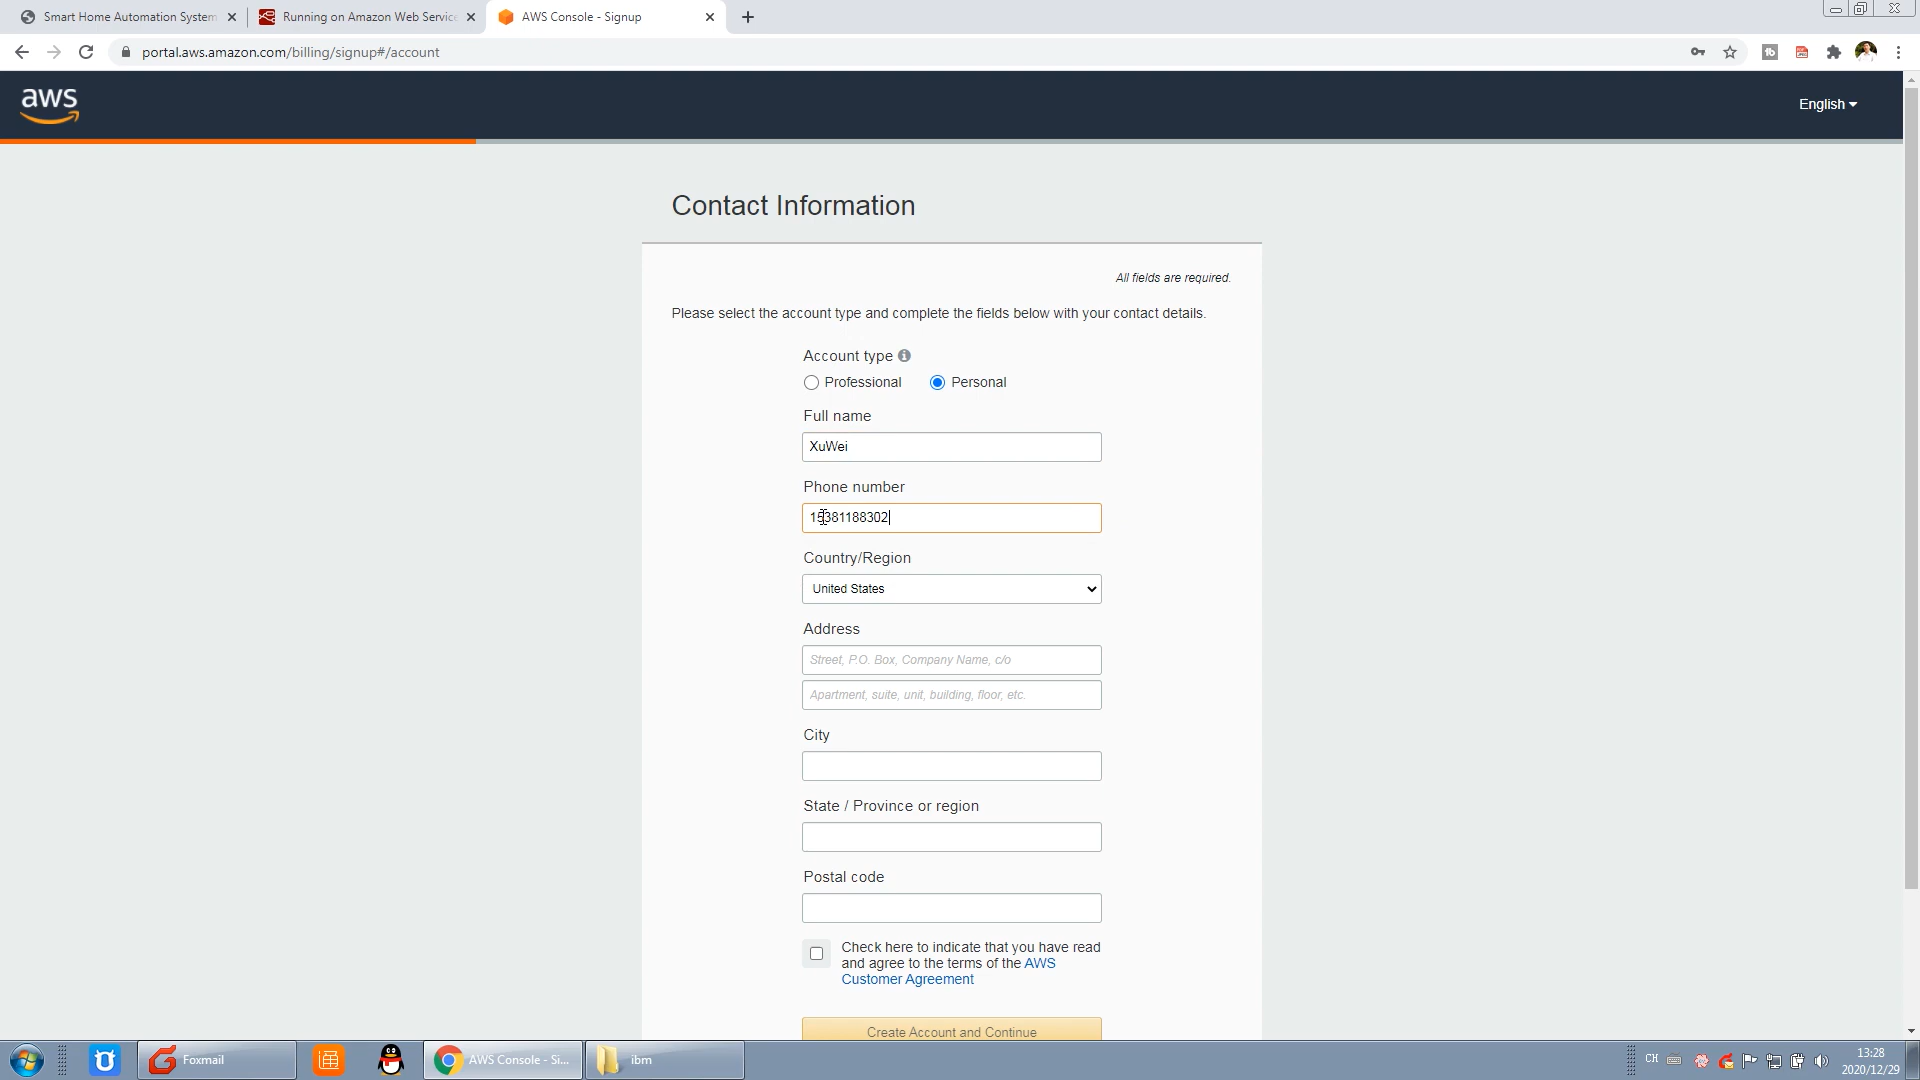 Smart Home Automation System
Running on Amazon Web Service
AWS Console - Signup
portal.aws.amazon.com/billing/signup#/account
aws
English
Contact Information
All fields are required.
Please select the account type and complete the fields below with your contact details.
Account type
Professional Personal
Full name
XuWei
Phone number
15381188302
Country/Region
United States
Address
Street, P.O. Box, Company Name, c/o
Apartment, suite, unit, building, floor, etc.
City
State / Province or region
Postal code
Check here to indicate that you have read
and agree to the terms of the AWS
Customer Agreement
Create Account and Continue
Foxmail
AWS Console - Si...
ibm
CH
13:28
2020/12/29